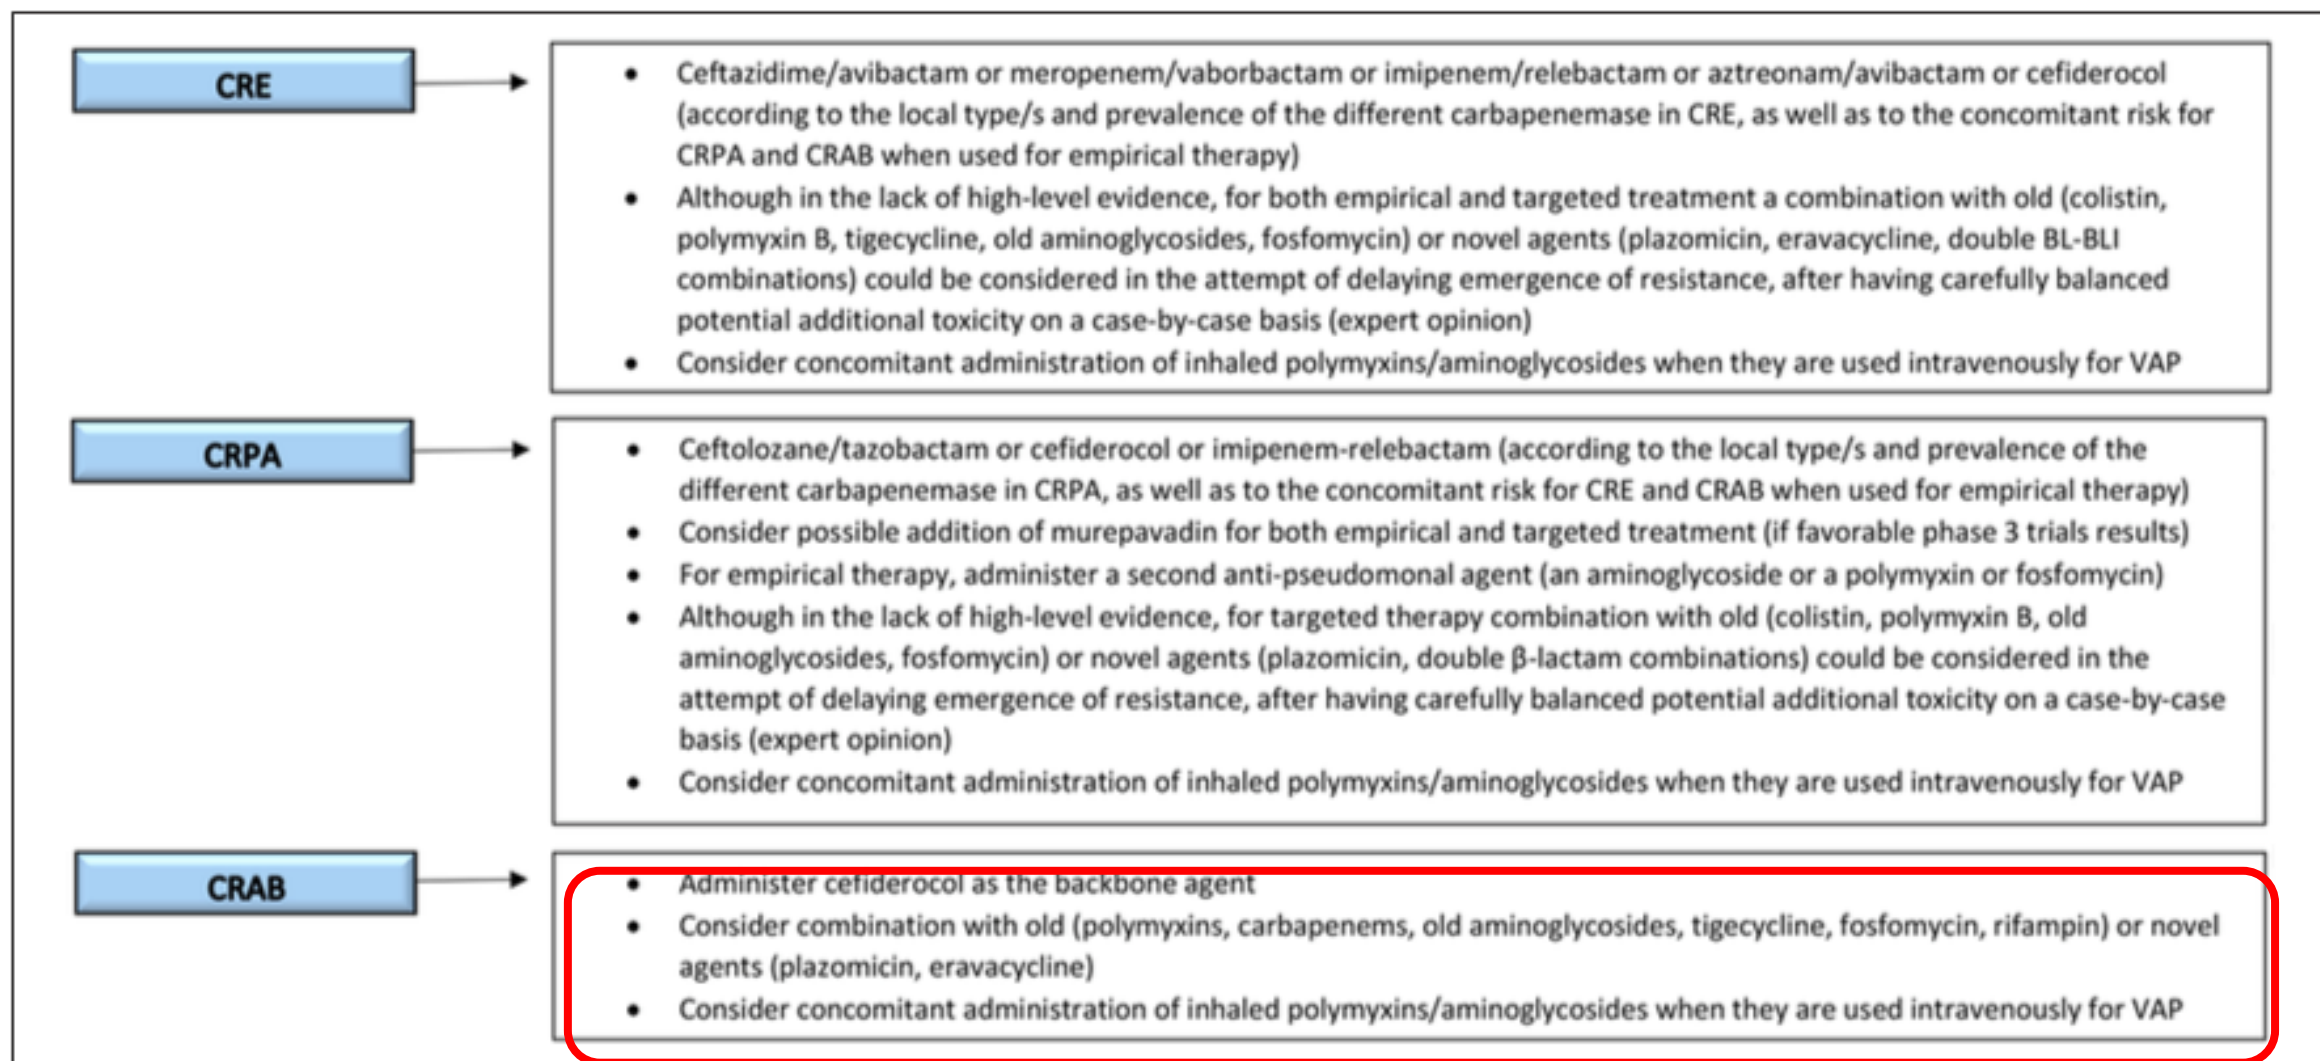 CRE
• Ceftazidime/avibactam or meropenem/vaborbactam or imipenem/relebactam or aztreonam/avibactam or cefiderocol
(according to the local type/s and prevalence of the different carbapenemase in CRE, as well as to the concomitant risk for
CRPA and CRAB when used for empirical therapy)
• Although in the lack of high-level evidence, for both empirical and targeted treatment a combination with old (colistin,
polymyxin B, tigecycline, old aminoglycosides, fosfomycin) or novel agents (plazomicin, eravacycline, double BL-BLI
combinations) could be considered in the attempt of delaying emergence of resistance, after having carefully balanced
potential additional toxicity on a case-by-case basis (expert opinion)
• Consider concomitant administration of inhaled polymyxins/aminoglycosides when they are used intravenously for VAP
CRPA
• Ceftolozane/tazobactam or cefiderocol or imipenem-relebactam (according to the local type/s and prevalence of the
different carbapenemase in CRPA, as well as to the concomitant risk for CRE and CRAB when used for empirical therapy)
• Consider possible addition of murepavadin for both empirical and targeted treatment (if favorable phase 3 trials results)
• For empirical therapy, administer a second anti-pseudomonal agent (an aminoglycoside or a polymyxin or fosfomycin)
• Although in the lack of high-level evidence, for targeted therapy combination with old (colistin, polymyxin B, old
aminoglycosides, fosfomycin) or novel agents (plazomicin, double β-lactam combinations) could be considered in the
attempt of delaying emergence of resistance, after having carefully balanced potential additional toxicity on a case-by-case
basis (expert opinion)
• Consider concomitant administration of inhaled polymyxins/aminoglycosides when they are used intravenously for VAP
CRAB
• Administer cefiderocol as the backbone agent
• Consider combination with old (polymyxins, carbapenems, old aminoglycosides, tigecycline, fosfomycin, rifampin) or novel
agents (plazomicin, eravacycline)
• Consider concomitant administration of inhaled polymyxins/aminoglycosides when they are used intravenously for VAP